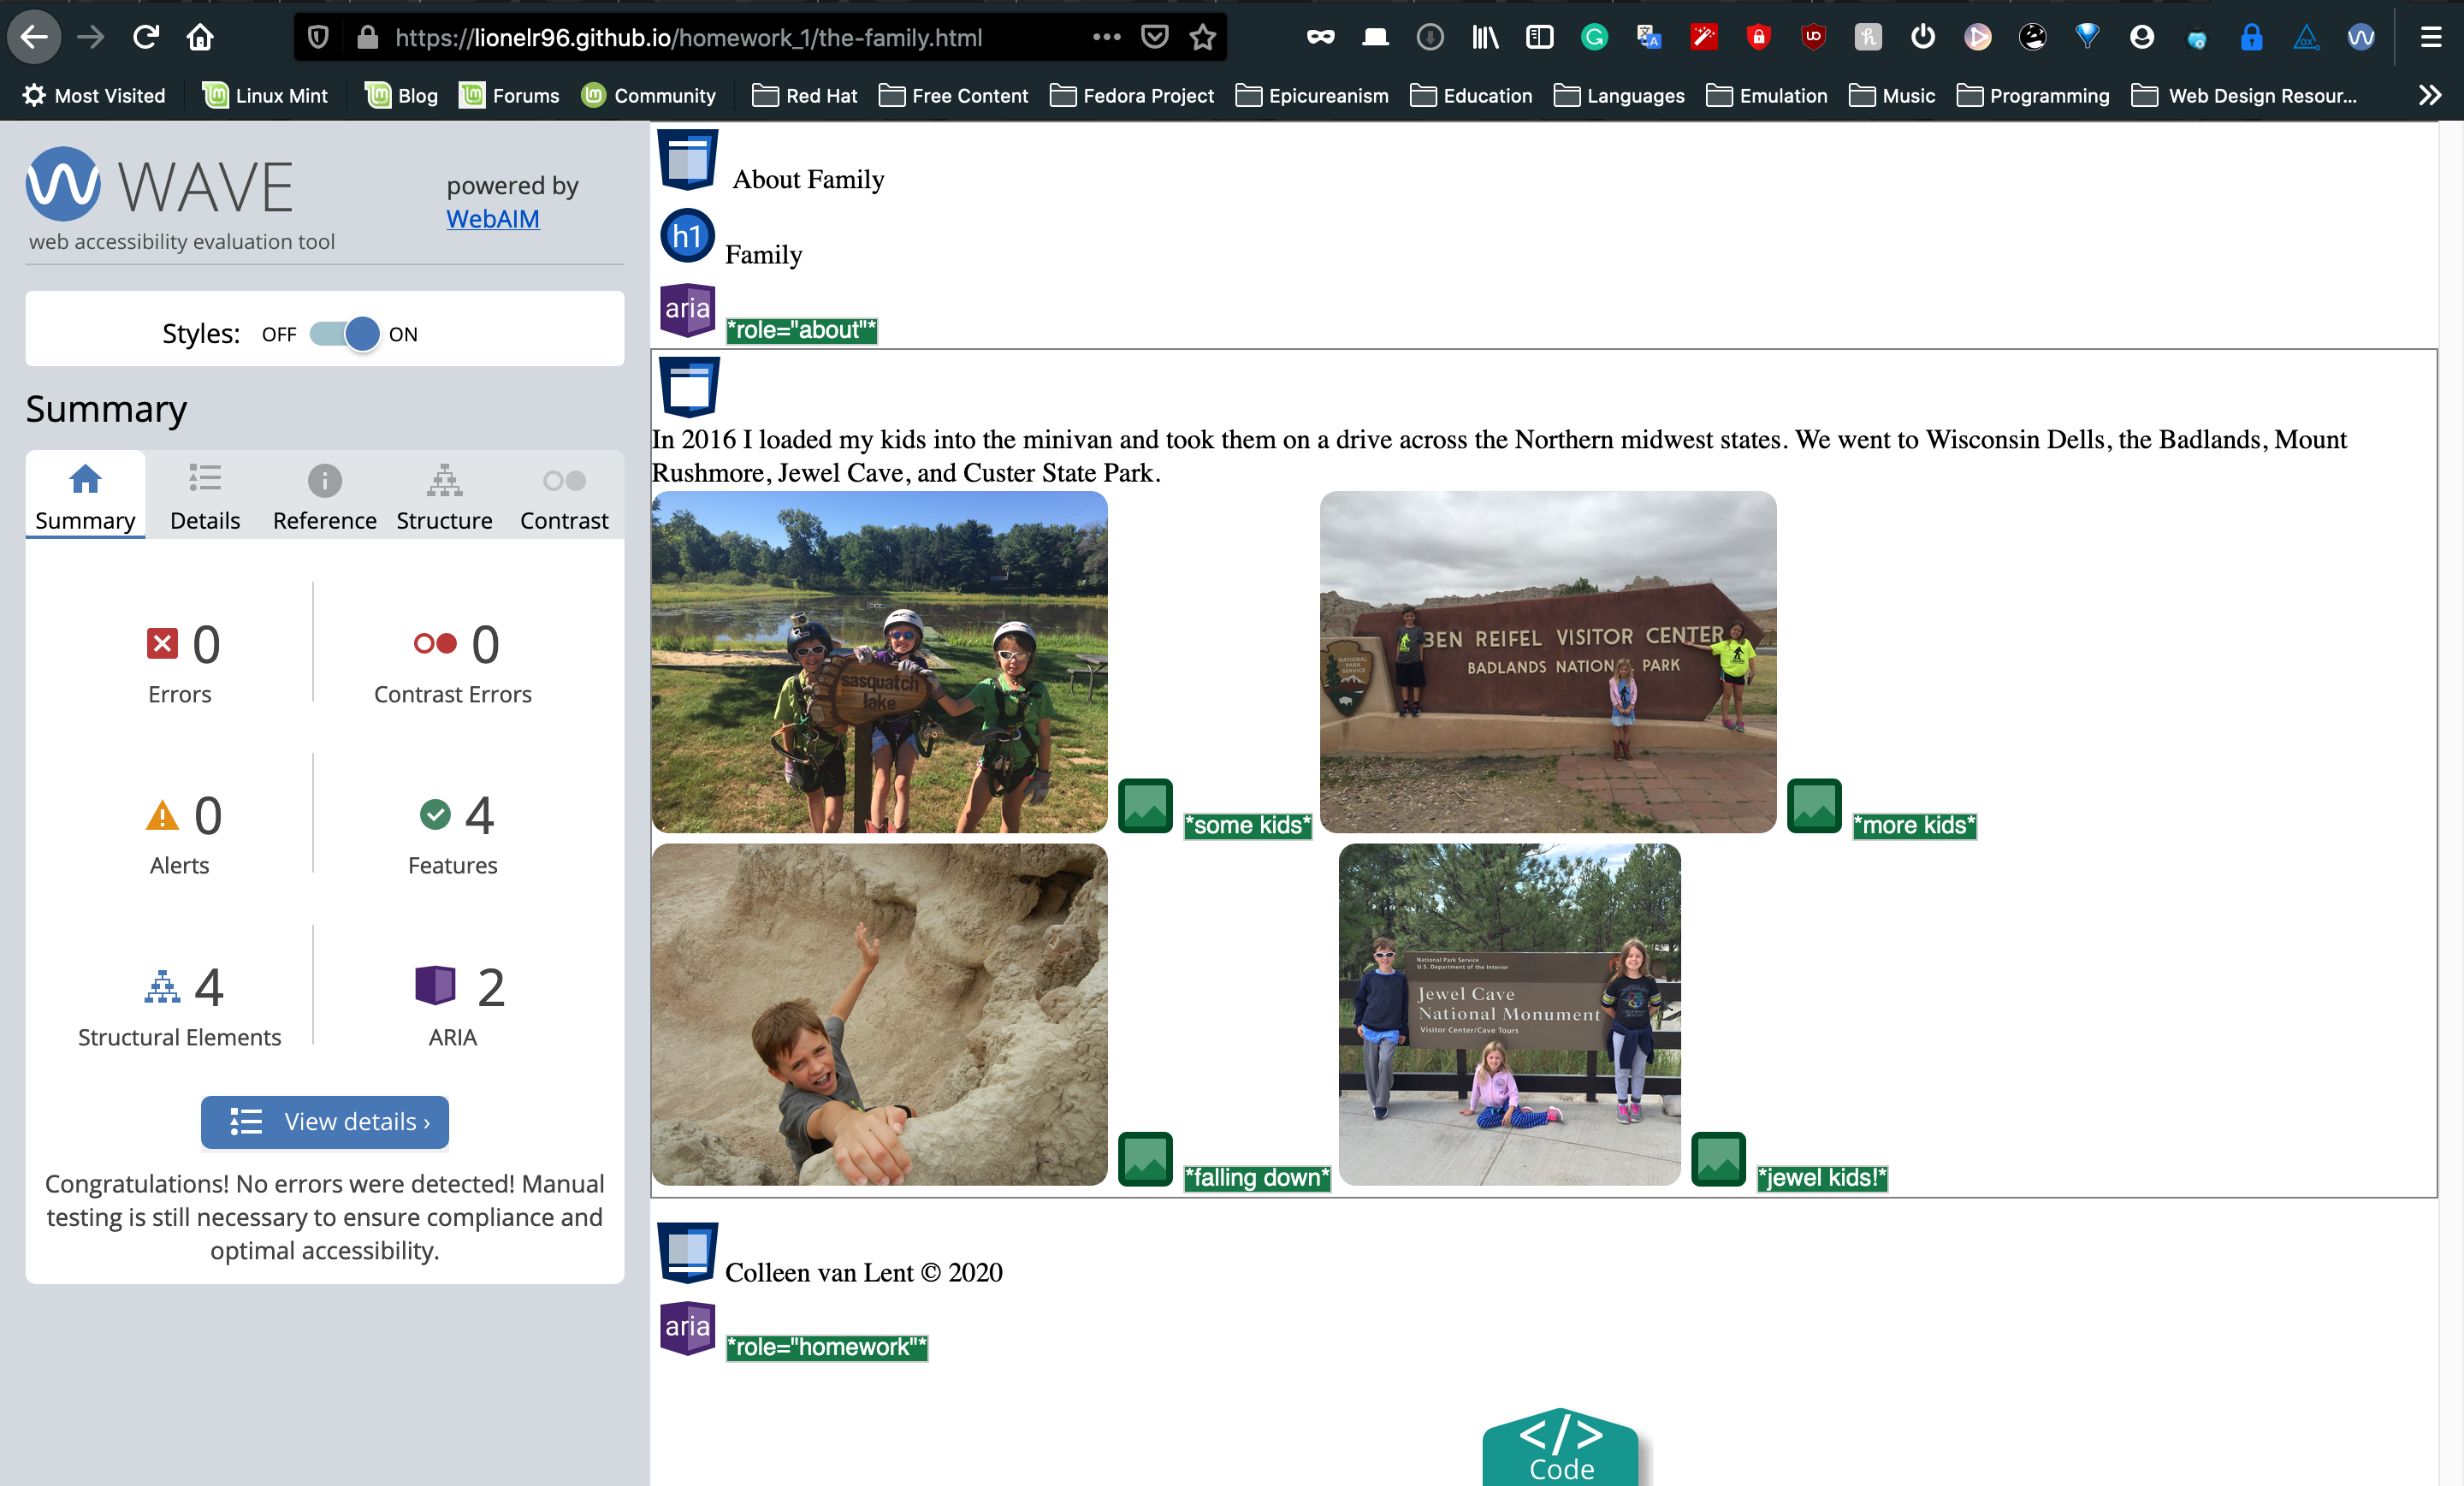 https://lionelr96.github.io/homework_1/the-family.html
Most Visited Linux Mint Blog Forums Community Red Hat Free Content Fedora Project Epicureanism Education Languages Emulation Music Programming Web Design Resour...
WAVE
powered by
WebAIM
web accessibility evaluation tool
Styles: OFF ON
Summary
Summary Details Reference Structure Contrast
0 0
Errors Contrast Errors
0 4
Alerts Features
4 2
Structural Elements ARIA
View details ›
Congratulations! No errors were detected! Manual
testing is still necessary to ensure compliance and
optimal accessibility.
About Family
h1 Family
aria *role="about"*
In 2016 I loaded my kids into the minivan and took them on a drive across the Northern midwest states. We went to Wisconsin Dells, the Badlands, Mount
Rushmore, Jewel Cave, and Custer State Park.
sasquatch
lake
*some kids*
BEN REIFEL VISITOR CENTER
BADLANDS NATIONAL PARK
NATIONAL
PARK
SERVICE
*more kids*
*falling down*
National Park Service
U.S. Department of the Interior
Jewel Cave
National Monument
Visitor Center/Cave Tours
*jewel kids!*
Colleen van Lent © 2020
aria *role="homework"*
</>
Code